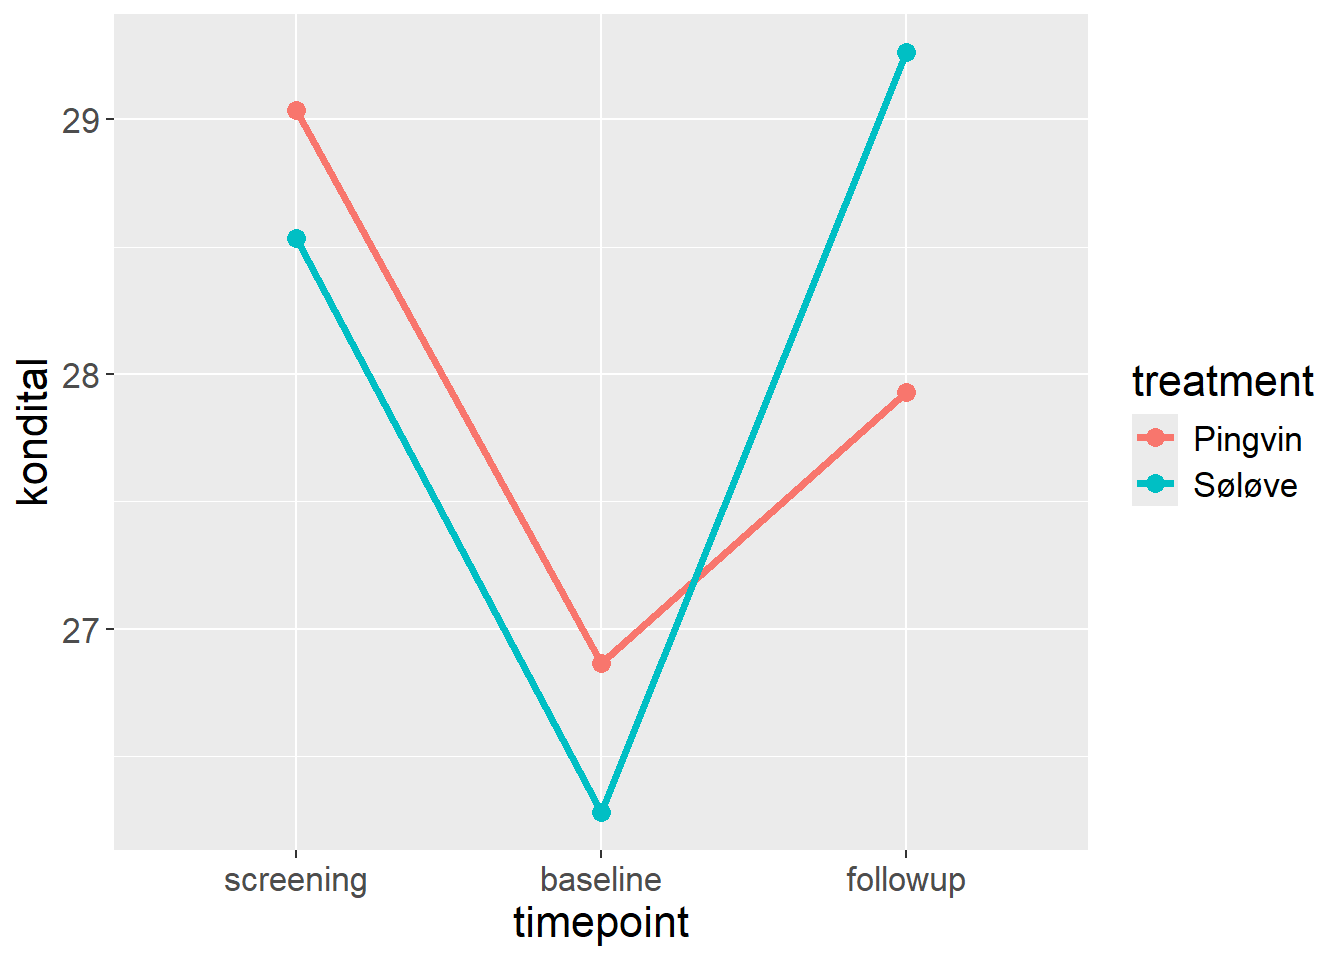 29
28
27
kondital
screening baseline followup
timepoint
treatment
Pingvin
Søløve